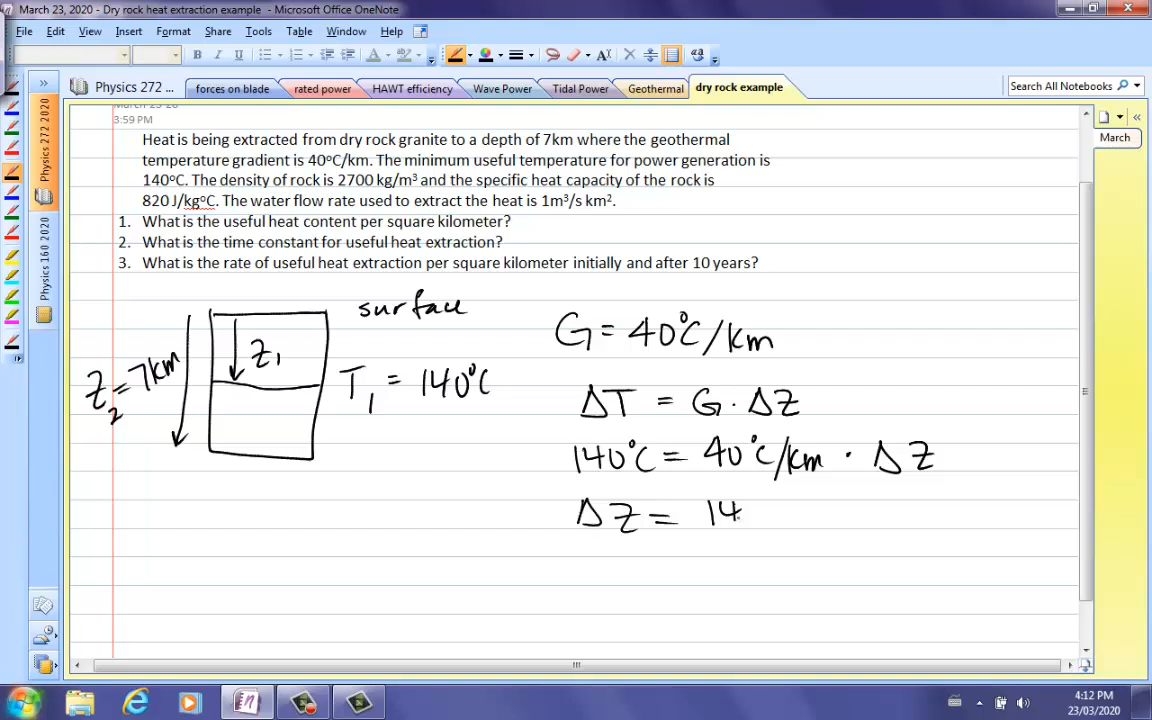 March 23, 2020 - Dry rock heat extraction example - Microsoft Office OneNote
File Edit View Insert Format Share Tools Table Window Help
B I U
Physics 272 ... forces on blade rated power HAWT efficiency Wave Power Tidal Power Geothermal dry rock example Search All Notebooks
March
3:59 PM
Heat is being extracted from dry rock granite to a depth of 7km where the geothermal
temperature gradient is 40°C/km. The minimum useful temperature for power generation is
140°C. The density of rock is 2700 kg/m³ and the specific heat capacity of the rock is
820 J/kg°C. The water flow rate used to extract the heat is 1m³/s km².
1. What is the useful heat content per square kilometer?
2. What is the time constant for useful heat extraction?
3. What is the rate of useful heat extraction per square kilometer initially and after 10 years?
Physics 272 2020
Physics 160 2020
surface
Z₁
Z₂ = 7km
T₁ = 140°C
G = 40°C/km
ΔT = G · ΔZ
140°C = 40°C/km · ΔZ
ΔZ = 14
4:12 PM
23/03/2020